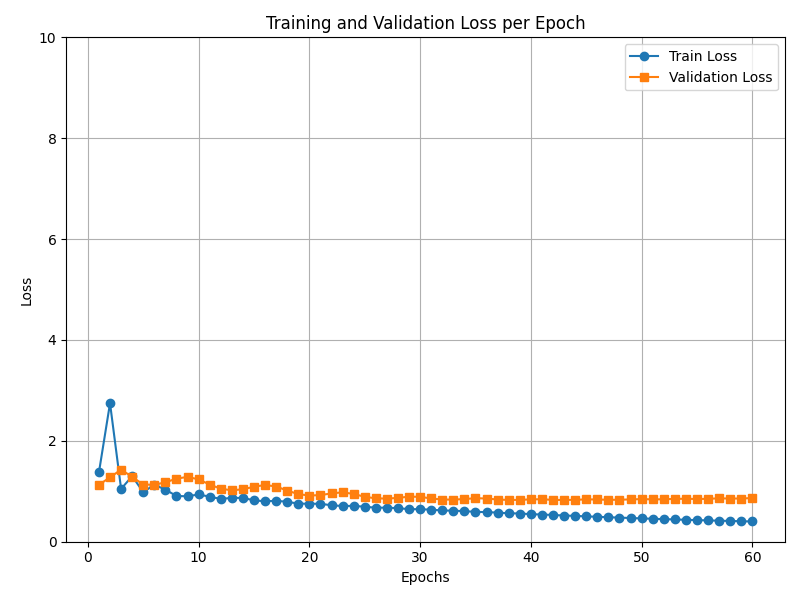 Training and Validation Loss per Epoch
Train Loss
Validation Loss
10
8
6
4
2
0
Loss
0 10 20 30 40 50 60
Epochs